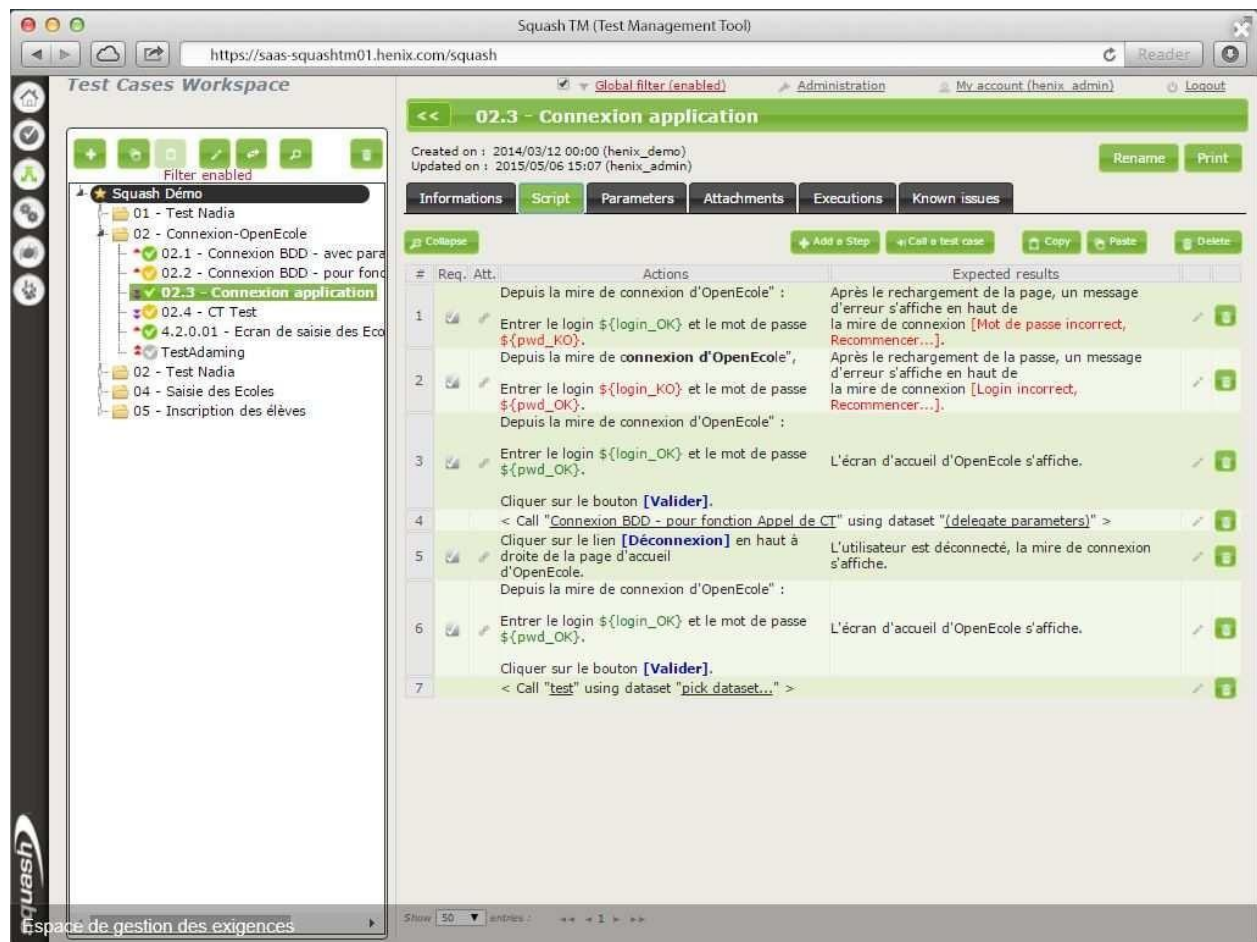 Squash TM (Test Management Tool)
https://saas-squashtm01.henix.com/squash
Reader
Test Cases Workspace
Global filter (enabled)
Administration
My account (henix_admin)
Logout
<< 02.3 - Connexion application
Created on : 2014/03/12 00:00 (henix_demo)
Updated on : 2015/05/06 15:07 (henix_admin)
Rename
Print
Filter enabled
Squash Démo
01 - Test Nadia
02 - Connexion-OpenEcole
02.1 - Connexion BDD - avec para
02.2 - Connexion BDD - pour fonc
02.3 - Connexion application
02.4 - CT Test
4.2.0.01 - Ecran de saisie des Eco
TestAdaming
02 - Test Nadia
04 - Saisie des Ecoles
05 - Inscription des élèves
Informations
Script
Parameters
Attachments
Executions
Known issues
Collapse
Add a Step
Call a test case
Copy
Paste
Delete
# Req. Att. Actions Expected results
1
Depuis la mire de connexion d'OpenEcole" :
Entrer le login ${login_OK} et le mot de passe
${pwd_KO}.
Après le rechargement de la page, un message
d'erreur s'affiche en haut de
la mire de connexion [Mot de passe incorrect,
Recommencer...].
2
Depuis la mire de connexion d'OpenEcole",
Entrer le login ${login_KO} et le mot de passe
${pwd_OK}.
Après le rechargement de la passe, un message
d'erreur s'affiche en haut de
la mire de connexion [Login incorrect,
Recommencer...].
3
Depuis la mire de connexion d'OpenEcole" :
Entrer le login ${login_OK} et le mot de passe
${pwd_OK}.
Cliquer sur le bouton [Valider].
L'écran d'accueil d'OpenEcole s'affiche.
4
< Call "Connexion BDD - pour fonction Appel de CT" using dataset "(delegate parameters)" >
5
Cliquer sur le lien [Déconnexion] en haut à
droite de la page d'accueil
d'OpenEcole.
L'utilisateur est déconnecté, la mire de connexion
s'affiche.
6
Depuis la mire de connexion d'OpenEcole" :
Entrer le login ${login_OK} et le mot de passe
${pwd_OK}.
Cliquer sur le bouton [Valider].
L'écran d'accueil d'OpenEcole s'affiche.
7
< Call "test" using dataset "pick dataset..." >
squash
Show 50 entries :
1
Espace de gestion des exigences